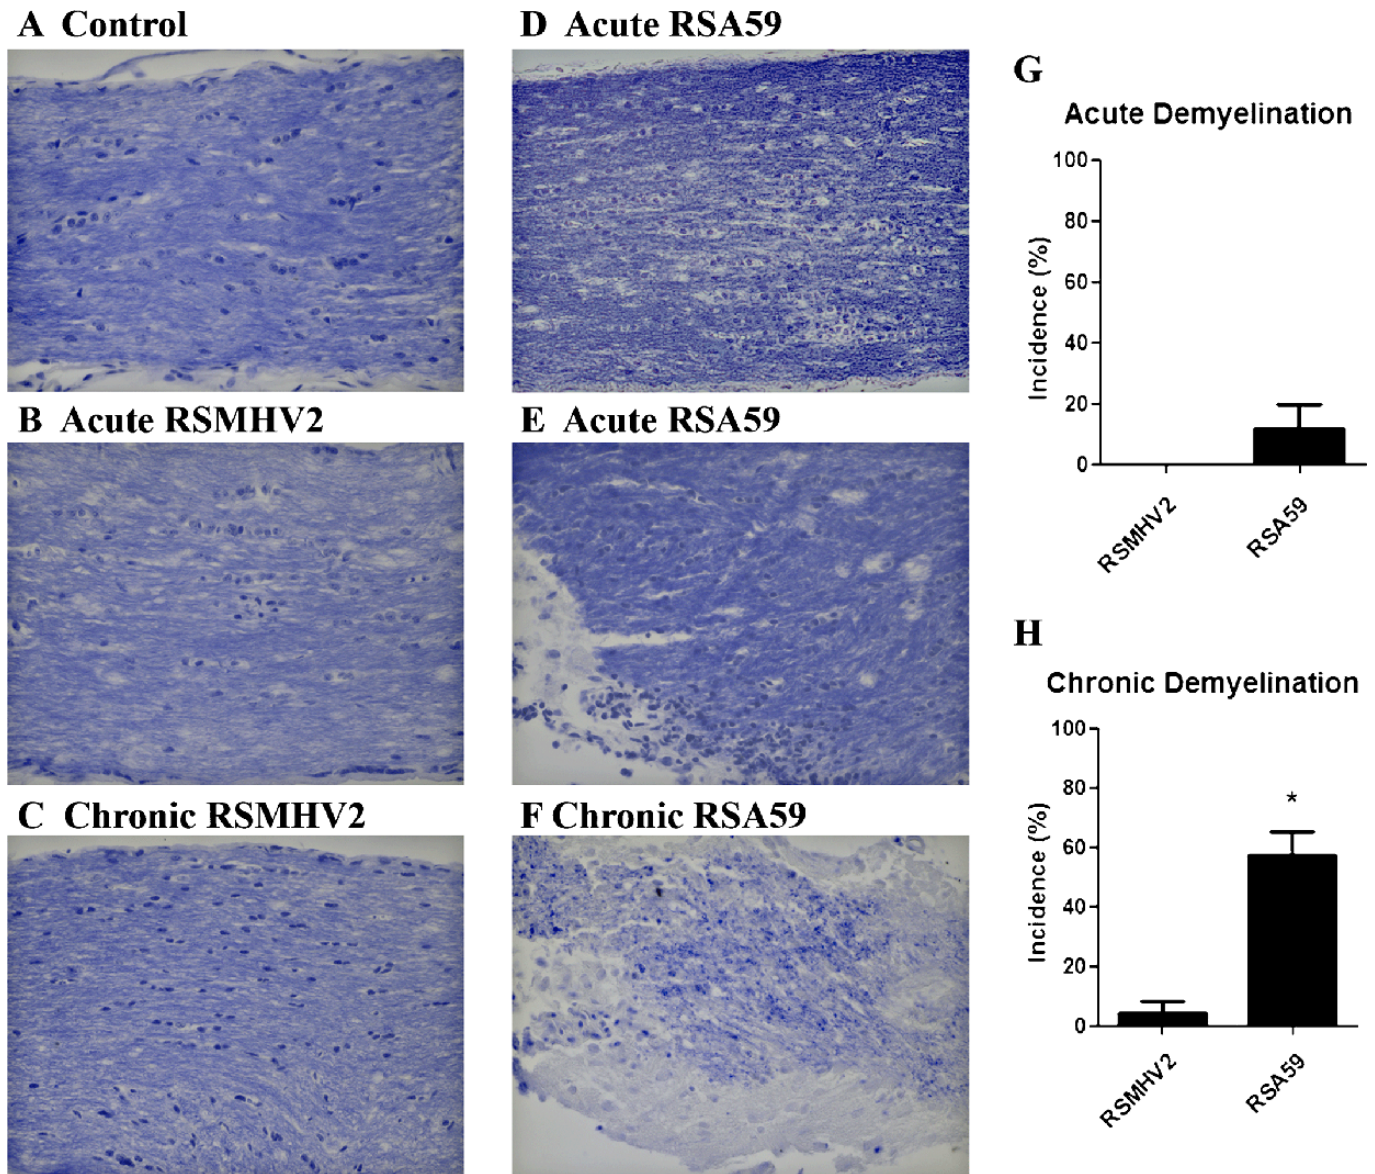 A Control
D Acute RSA59
B Acute RSMHV2
E Acute RSA59
C Chronic RSMHV2
F Chronic RSA59
G
Acute Demyelination
Incidence (%)
100
80
60
40
20
0
RSMHV2
RSA59
H
Chronic Demyelination
Incidence (%)
100
80
60
40
20
0
*
RSMHV2
RSA59